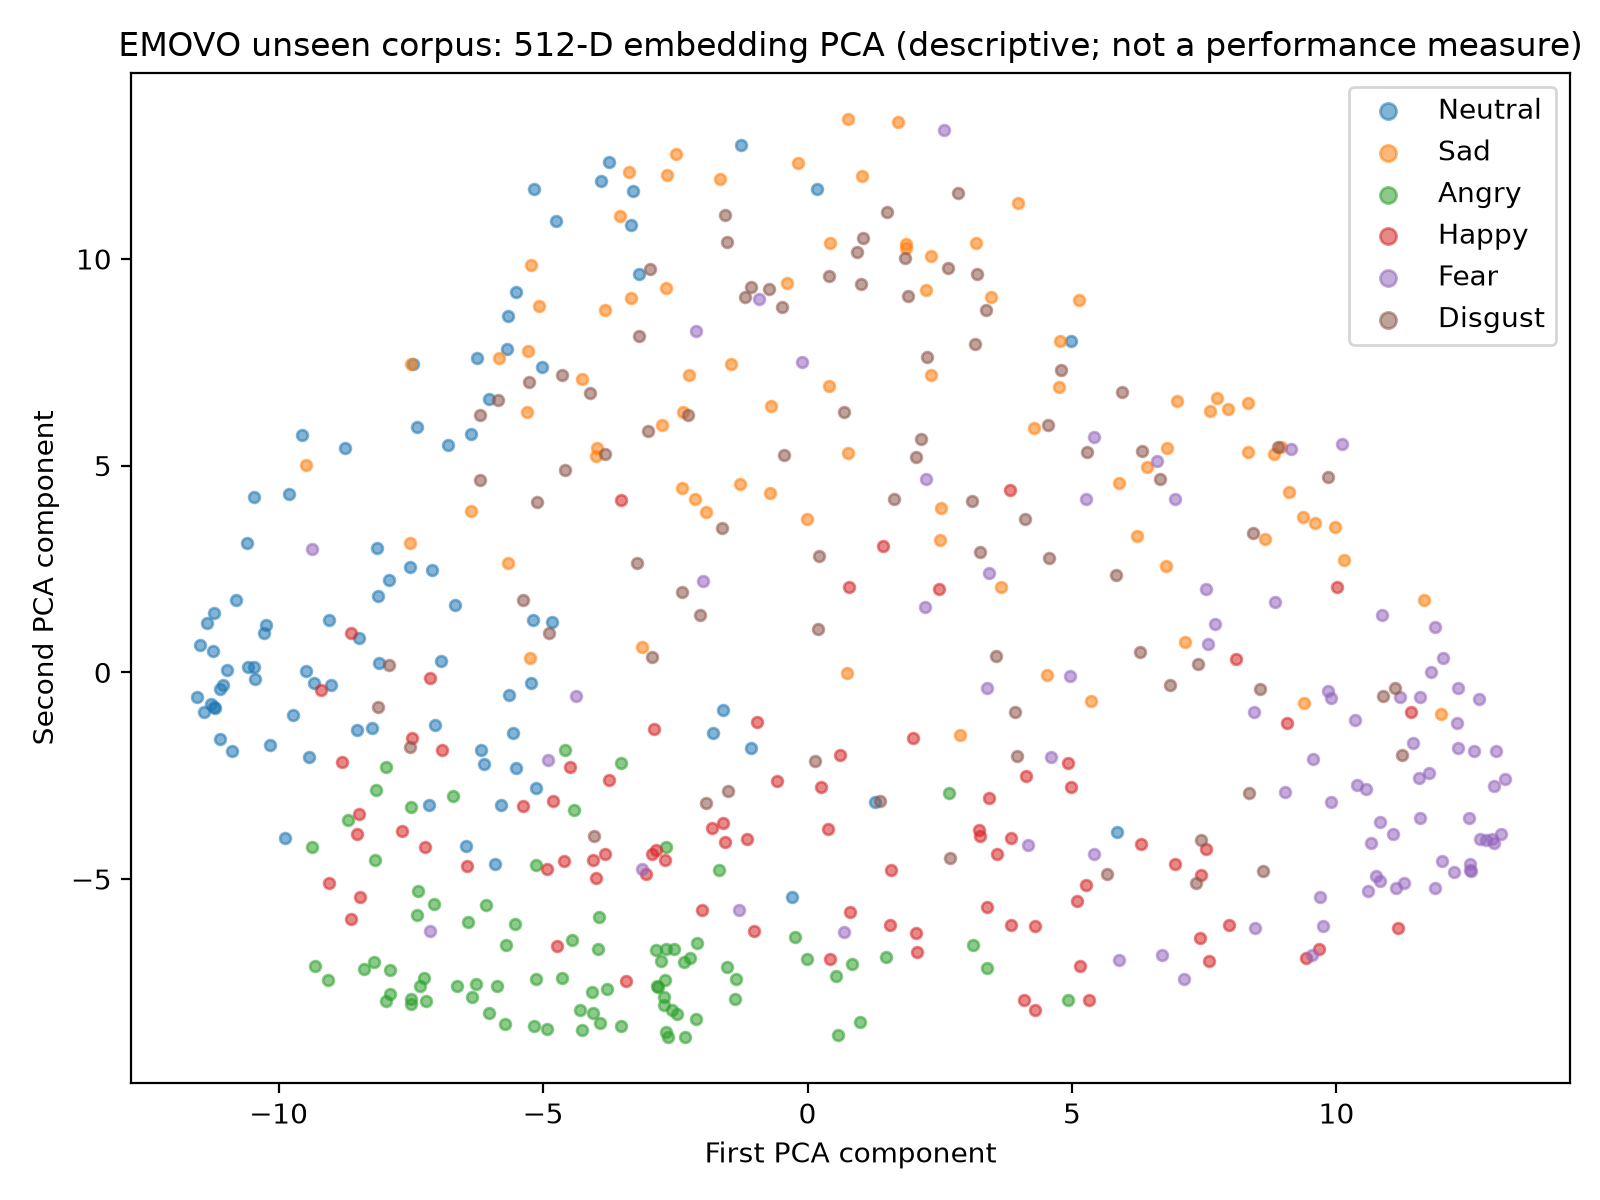 EMOVO unseen corpus: 512-D embedding PCA (descriptive; not a performance measure)
Neutral
Sad
Angry
Happy
Fear
Disgust
Second PCA component
10
5
0
−5
−10
−5
0
5
10
First PCA component